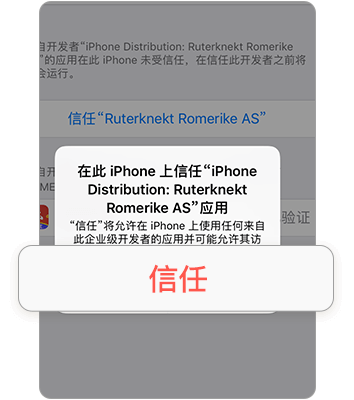 自开发者“iPhone Distribution: Ruterknekt Romerike
”的应用在此 iPhone 未受信任，在信任此开发者之前将
运行。
信任“Ruterknekt Romerike AS”
在此 iPhone 上信任“iPhone
Distribution: Ruterknekt
Romerike AS”应用
“信任”将允许在 iPhone 上使用任何来自
此企业级开发者的应用并可能允许其访
验证
信任